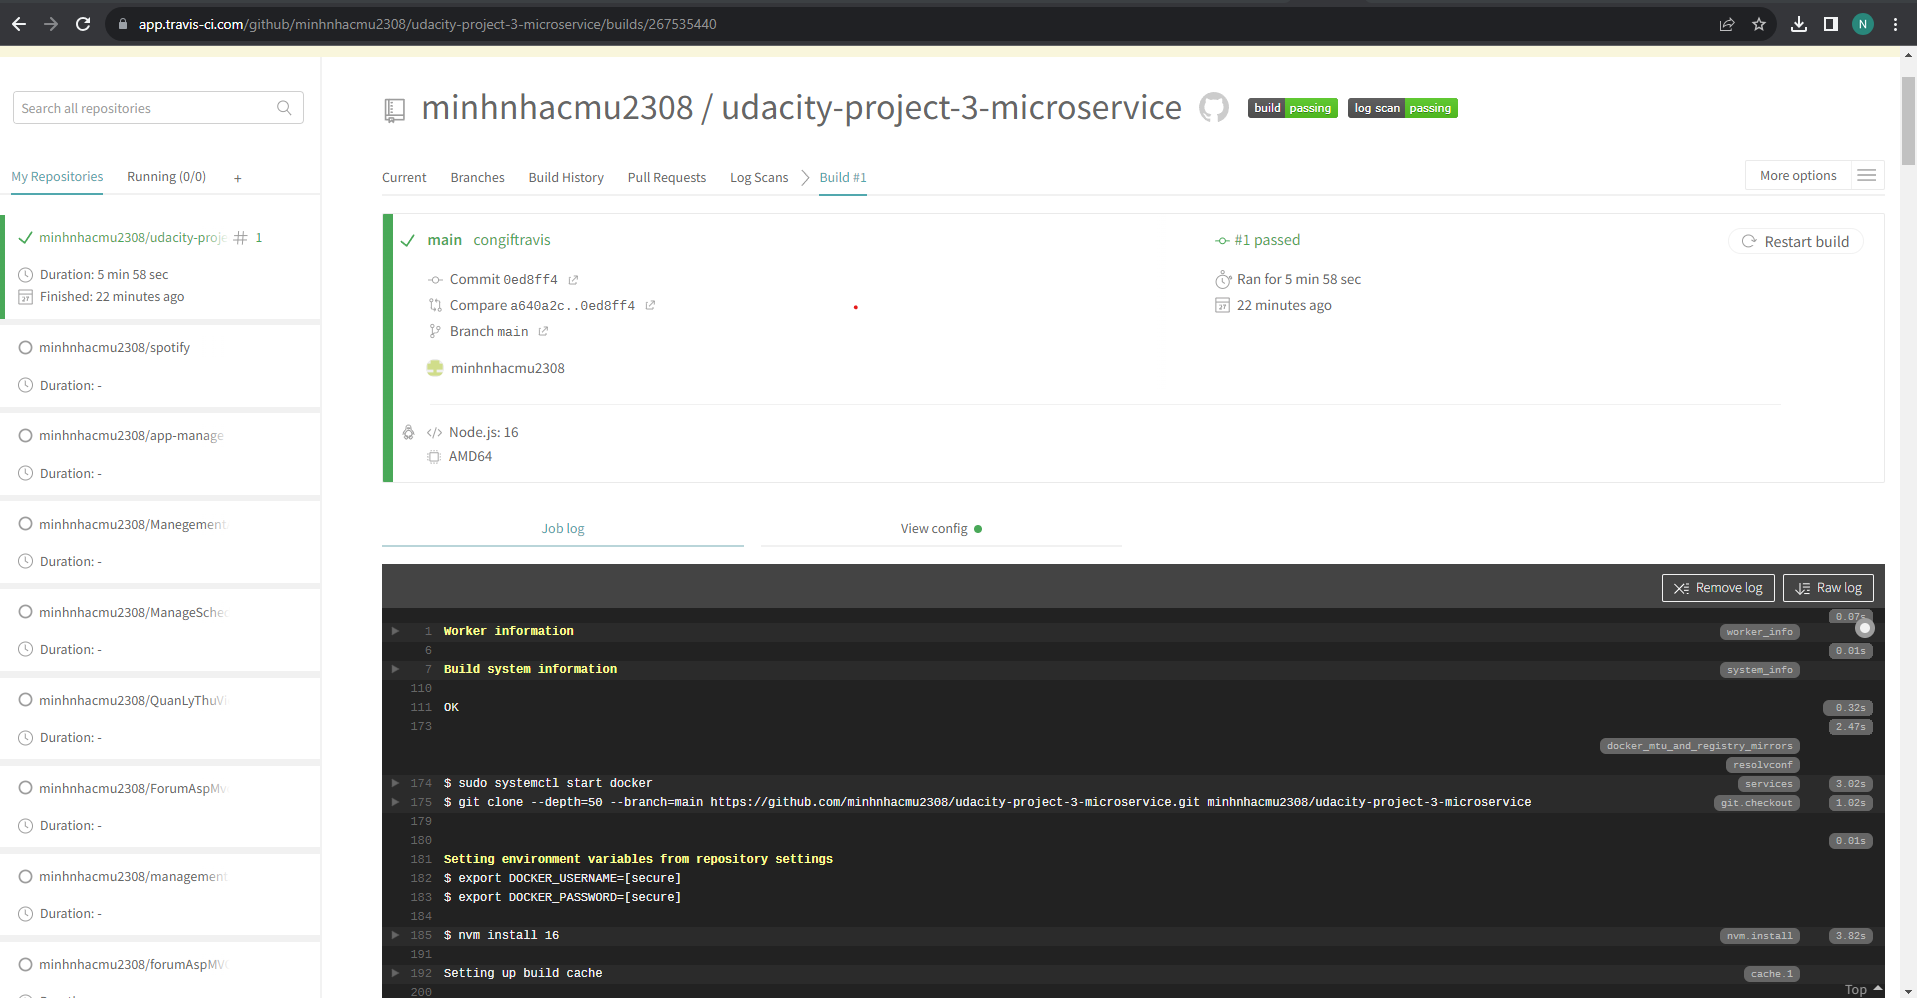 app.travis-ci.com/github/minhnhacmu2308/udacity-project-3-microservice/builds/267535440
N
Search all repositories
My Repositories Running (0/0) +
minhnhacmu2308/udacity-proje # 1
Duration: 5 min 58 sec
Finished: 22 minutes ago
minhnhacmu2308/spotify
Duration: -
minhnhacmu2308/app-manage
Duration: -
minhnhacmu2308/Manegement
Duration: -
minhnhacmu2308/ManageSched
Duration: -
minhnhacmu2308/QuanLyThuVi
Duration: -
minhnhacmu2308/ForumAspMv
Duration: -
minhnhacmu2308/management
Duration: -
minhnhacmu2308/forumAspMV
minhnhacmu2308 / udacity-project-3-microservice build passing log scan passing
Current Branches Build History Pull Requests Log Scans Build #1 More options
main congiftravis
Commit 0ed8ff4
Compare a640a2c..0ed8ff4
Branch main
minhnhacmu2308
#1 passed
Ran for 5 min 58 sec
22 minutes ago
Restart build
</> Node.js: 16
AMD64
Job log View config
Remove log Raw log
0.07s
1 Worker information worker_info
6 0.01s
7 Build system information system_info
110
111 OK 0.32s
173 2.47s
docker_mtu_and_registry_mirrors
resolvconf
174 $ sudo systemctl start docker services 3.02s
175 $ git clone --depth=50 --branch=main https://github.com/minhnhacmu2308/udacity-project-3-microservice.git minhnhacmu2308/udacity-project-3-microservice git.checkout 1.02s
179
180 0.01s
181 Setting environment variables from repository settings
182 $ export DOCKER_USERNAME=[secure]
183 $ export DOCKER_PASSWORD=[secure]
184
185 $ nvm install 16 nvm.install 3.82s
191
192 Setting up build cache cache.1
200
Top